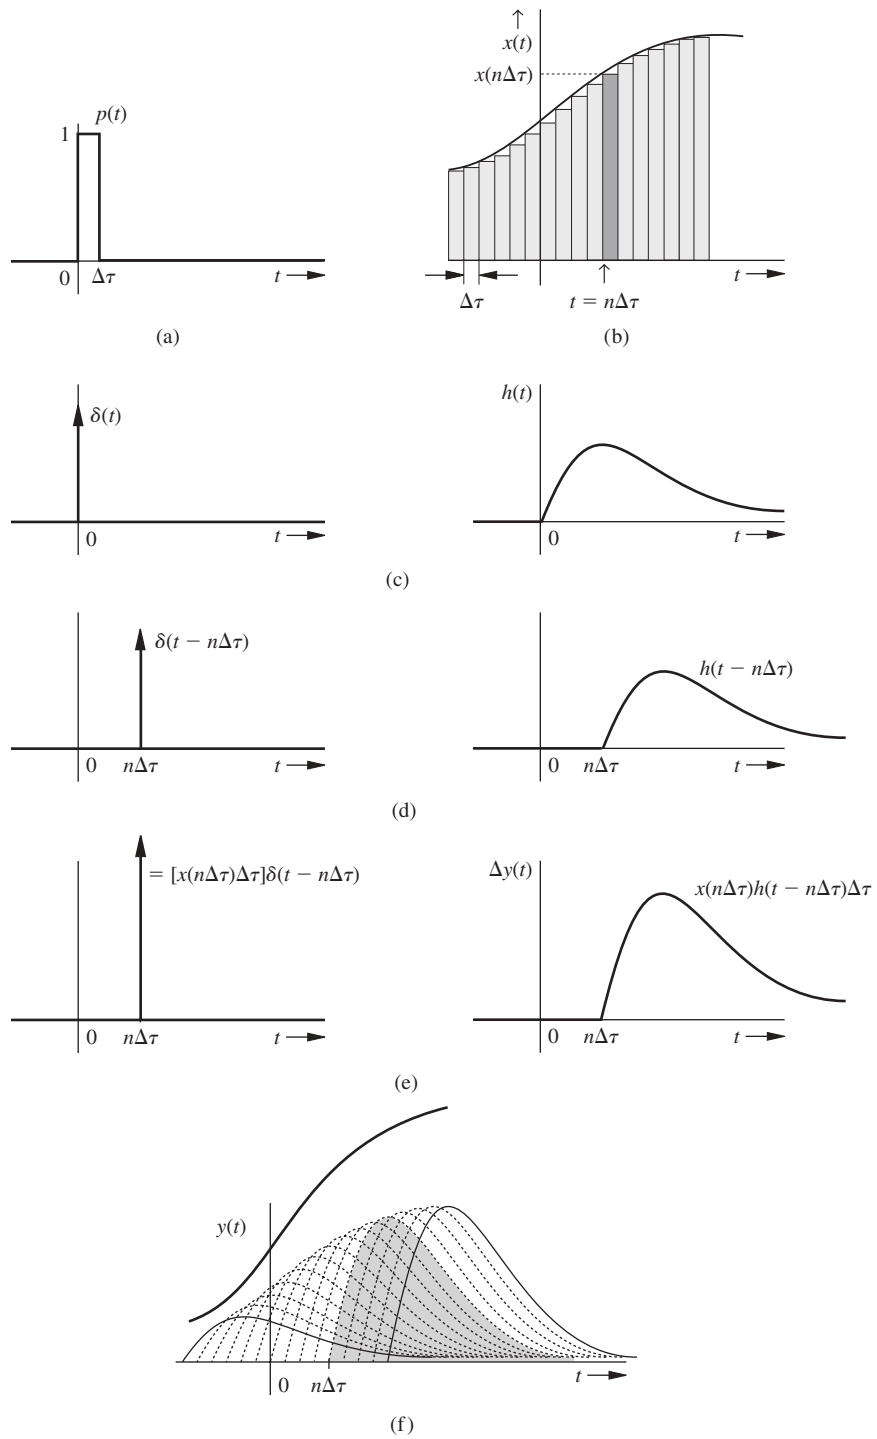 p(t)
1
0
Δτ
t
(a)
x(t)
x(nΔτ)
Δτ
t = nΔτ
t
(b)
δ(t)
0
t
h(t)
0
t
(c)
δ(t − nΔτ)
0
nΔτ
t
h(t − nΔτ)
0
nΔτ
t
(d)
= [x(nΔτ)Δτ]δ(t − nΔτ)
0
nΔτ
t
Δy(t)
x(nΔτ)h(t − nΔτ)Δτ
0
nΔτ
t
(e)
y(t)
0
nΔτ
t
(f)